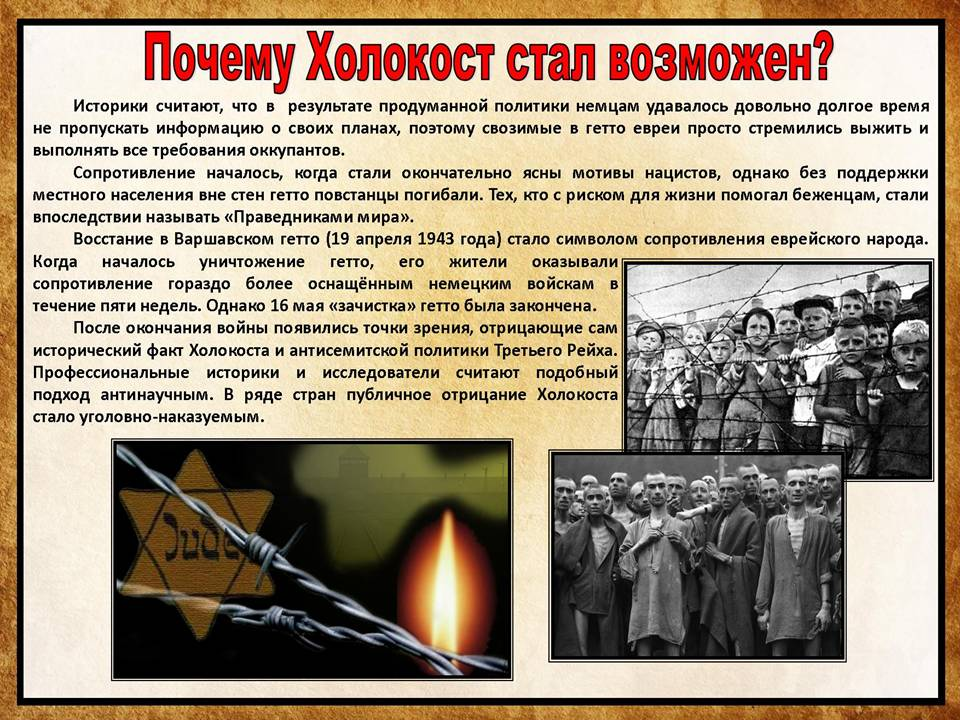 Почему Холокост стал возможен?
Историки считают, что в результате продуманной политики немцам удавалось довольно долгое время
не пропускать информацию о своих планах, поэтому свозимые в гетто евреи просто стремились выжить и
выполнять все требования оккупантов.
Сопротивление началось, когда стали окончательно ясны мотивы нацистов, однако без поддержки
местного населения вне стен гетто повстанцы погибали. Тех, кто с риском для жизни помогал беженцам, стали
впоследствии называть «Праведниками мира».
Восстание в Варшавском гетто (19 апреля 1943 года) стало символом сопротивления еврейского народа.
Когда началось уничтожение гетто, его жители оказывали
сопротивление гораздо более оснащённым немецким войскам в
течение пяти недель. Однако 16 мая «зачистка» гетто была закончена.
После окончания войны появились точки зрения, отрицающие сам
исторический факт Холокоста и антисемитской политики Третьего Рейха.
Профессиональные историки и исследователи считают подобный
подход антинаучным. В ряде стран публичное отрицание Холокоста
стало уголовно-наказуемым.
Jude